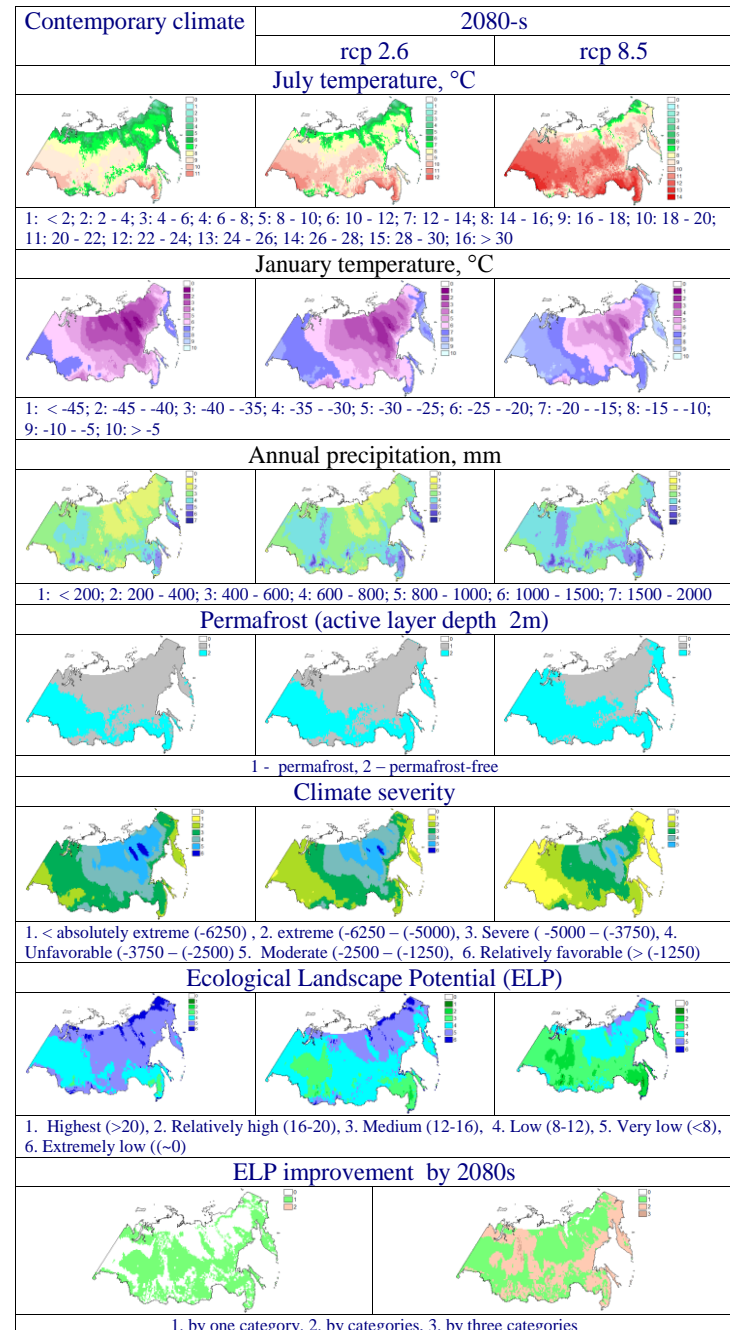 Contemporary climate
2080-s
rcp 2.6
rcp 8.5
July temperature, °C
1: < 2; 2: 2 - 4; 3: 4 - 6; 4: 6 - 8; 5: 8 - 10; 6: 10 - 12; 7: 12 - 14; 8: 14 - 16; 9: 16 - 18; 10: 18 - 20;
11: 20 - 22; 12: 22 - 24; 13: 24 - 26; 14: 26 - 28; 15: 28 - 30; 16: > 30
January temperature, °C
1: < -45; 2: -45 - -40; 3: -40 - -35; 4: -35 - -30; 5: -30 - -25; 6: -25 - -20; 7: -20 - -15; 8: -15 - -10;
9: -10 - -5; 10: > -5
Annual precipitation, mm
1: < 200; 2: 200 - 400; 3: 400 - 600; 4: 600 - 800; 5: 800 - 1000; 6: 1000 - 1500; 7: 1500 - 2000
Permafrost (active layer depth 2m)
1 - permafrost, 2 – permafrost-free
Climate severity
1. < absolutely extreme (-6250) , 2. extreme (-6250 – (-5000), 3. Severe ( -5000 – (-3750), 4.
Unfavorable (-3750 – (-2500) 5. Moderate (-2500 – (-1250), 6. Relatively favorable (> (-1250)
Ecological Landscape Potential (ELP)
1. Highest (>20), 2. Relatively high (16-20), 3. Medium (12-16), 4. Low (8-12), 5. Very low (<8),
6. Extremely low ((~0)
ELP improvement by 2080s
1. by one category, 2. by categories, 3. by three categories